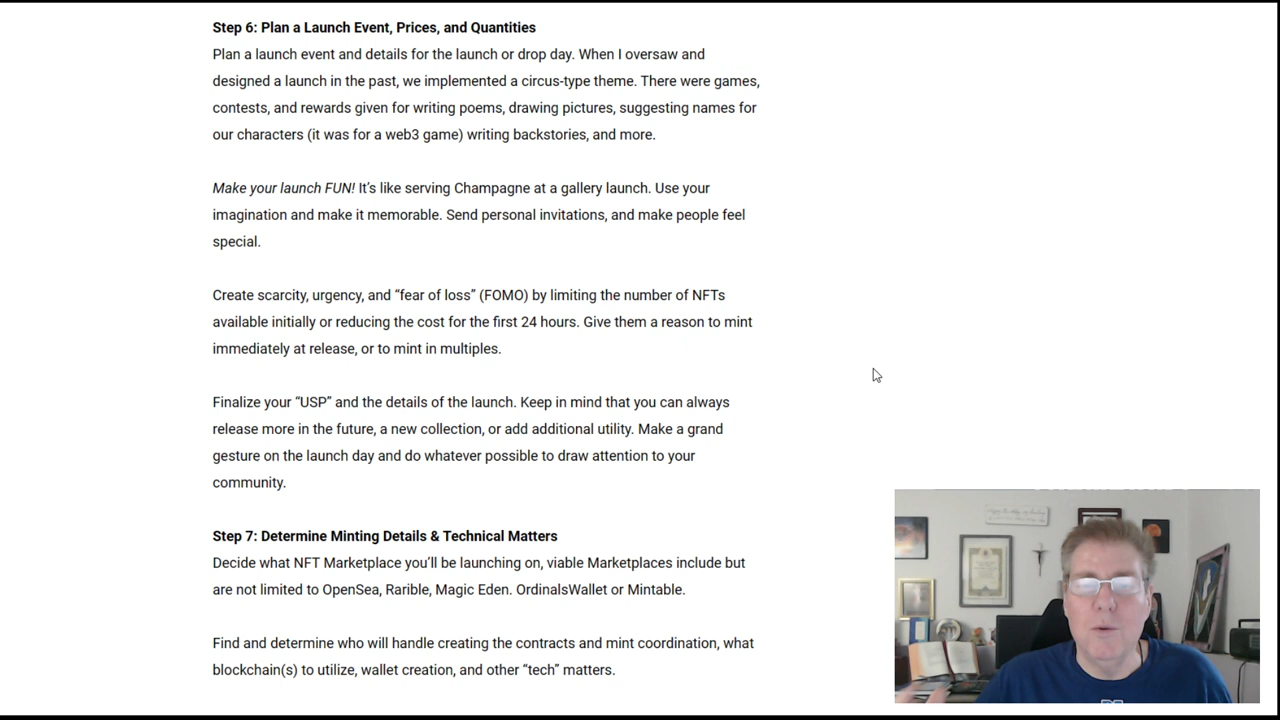 Step 6: Plan a Launch Event, Prices, and Quantities
Plan a launch event and details for the launch or drop day. When I oversaw and
designed a launch in the past, we implemented a circus-type theme. There were games,
contests, and rewards given for writing poems, drawing pictures, suggesting names for
our characters (it was for a web3 game) writing backstories, and more.
Make your launch FUN! It’s like serving Champagne at a gallery launch. Use your
imagination and make it memorable. Send personal invitations, and make people feel
special.
Create scarcity, urgency, and “fear of loss” (FOMO) by limiting the number of NFTs
available initially or reducing the cost for the first 24 hours. Give them a reason to mint
immediately at release, or to mint in multiples.
Finalize your “USP” and the details of the launch. Keep in mind that you can always
release more in the future, a new collection, or add additional utility. Make a grand
gesture on the launch day and do whatever possible to draw attention to your
community.
Step 7: Determine Minting Details & Technical Matters
Decide what NFT Marketplace you’ll be launching on, viable Marketplaces include but
are not limited to OpenSea, Rarible, Magic Eden. OrdinalsWallet or Mintable.
Find and determine who will handle creating the contracts and mint coordination, what
blockchain(s) to utilize, wallet creation, and other “tech” matters.